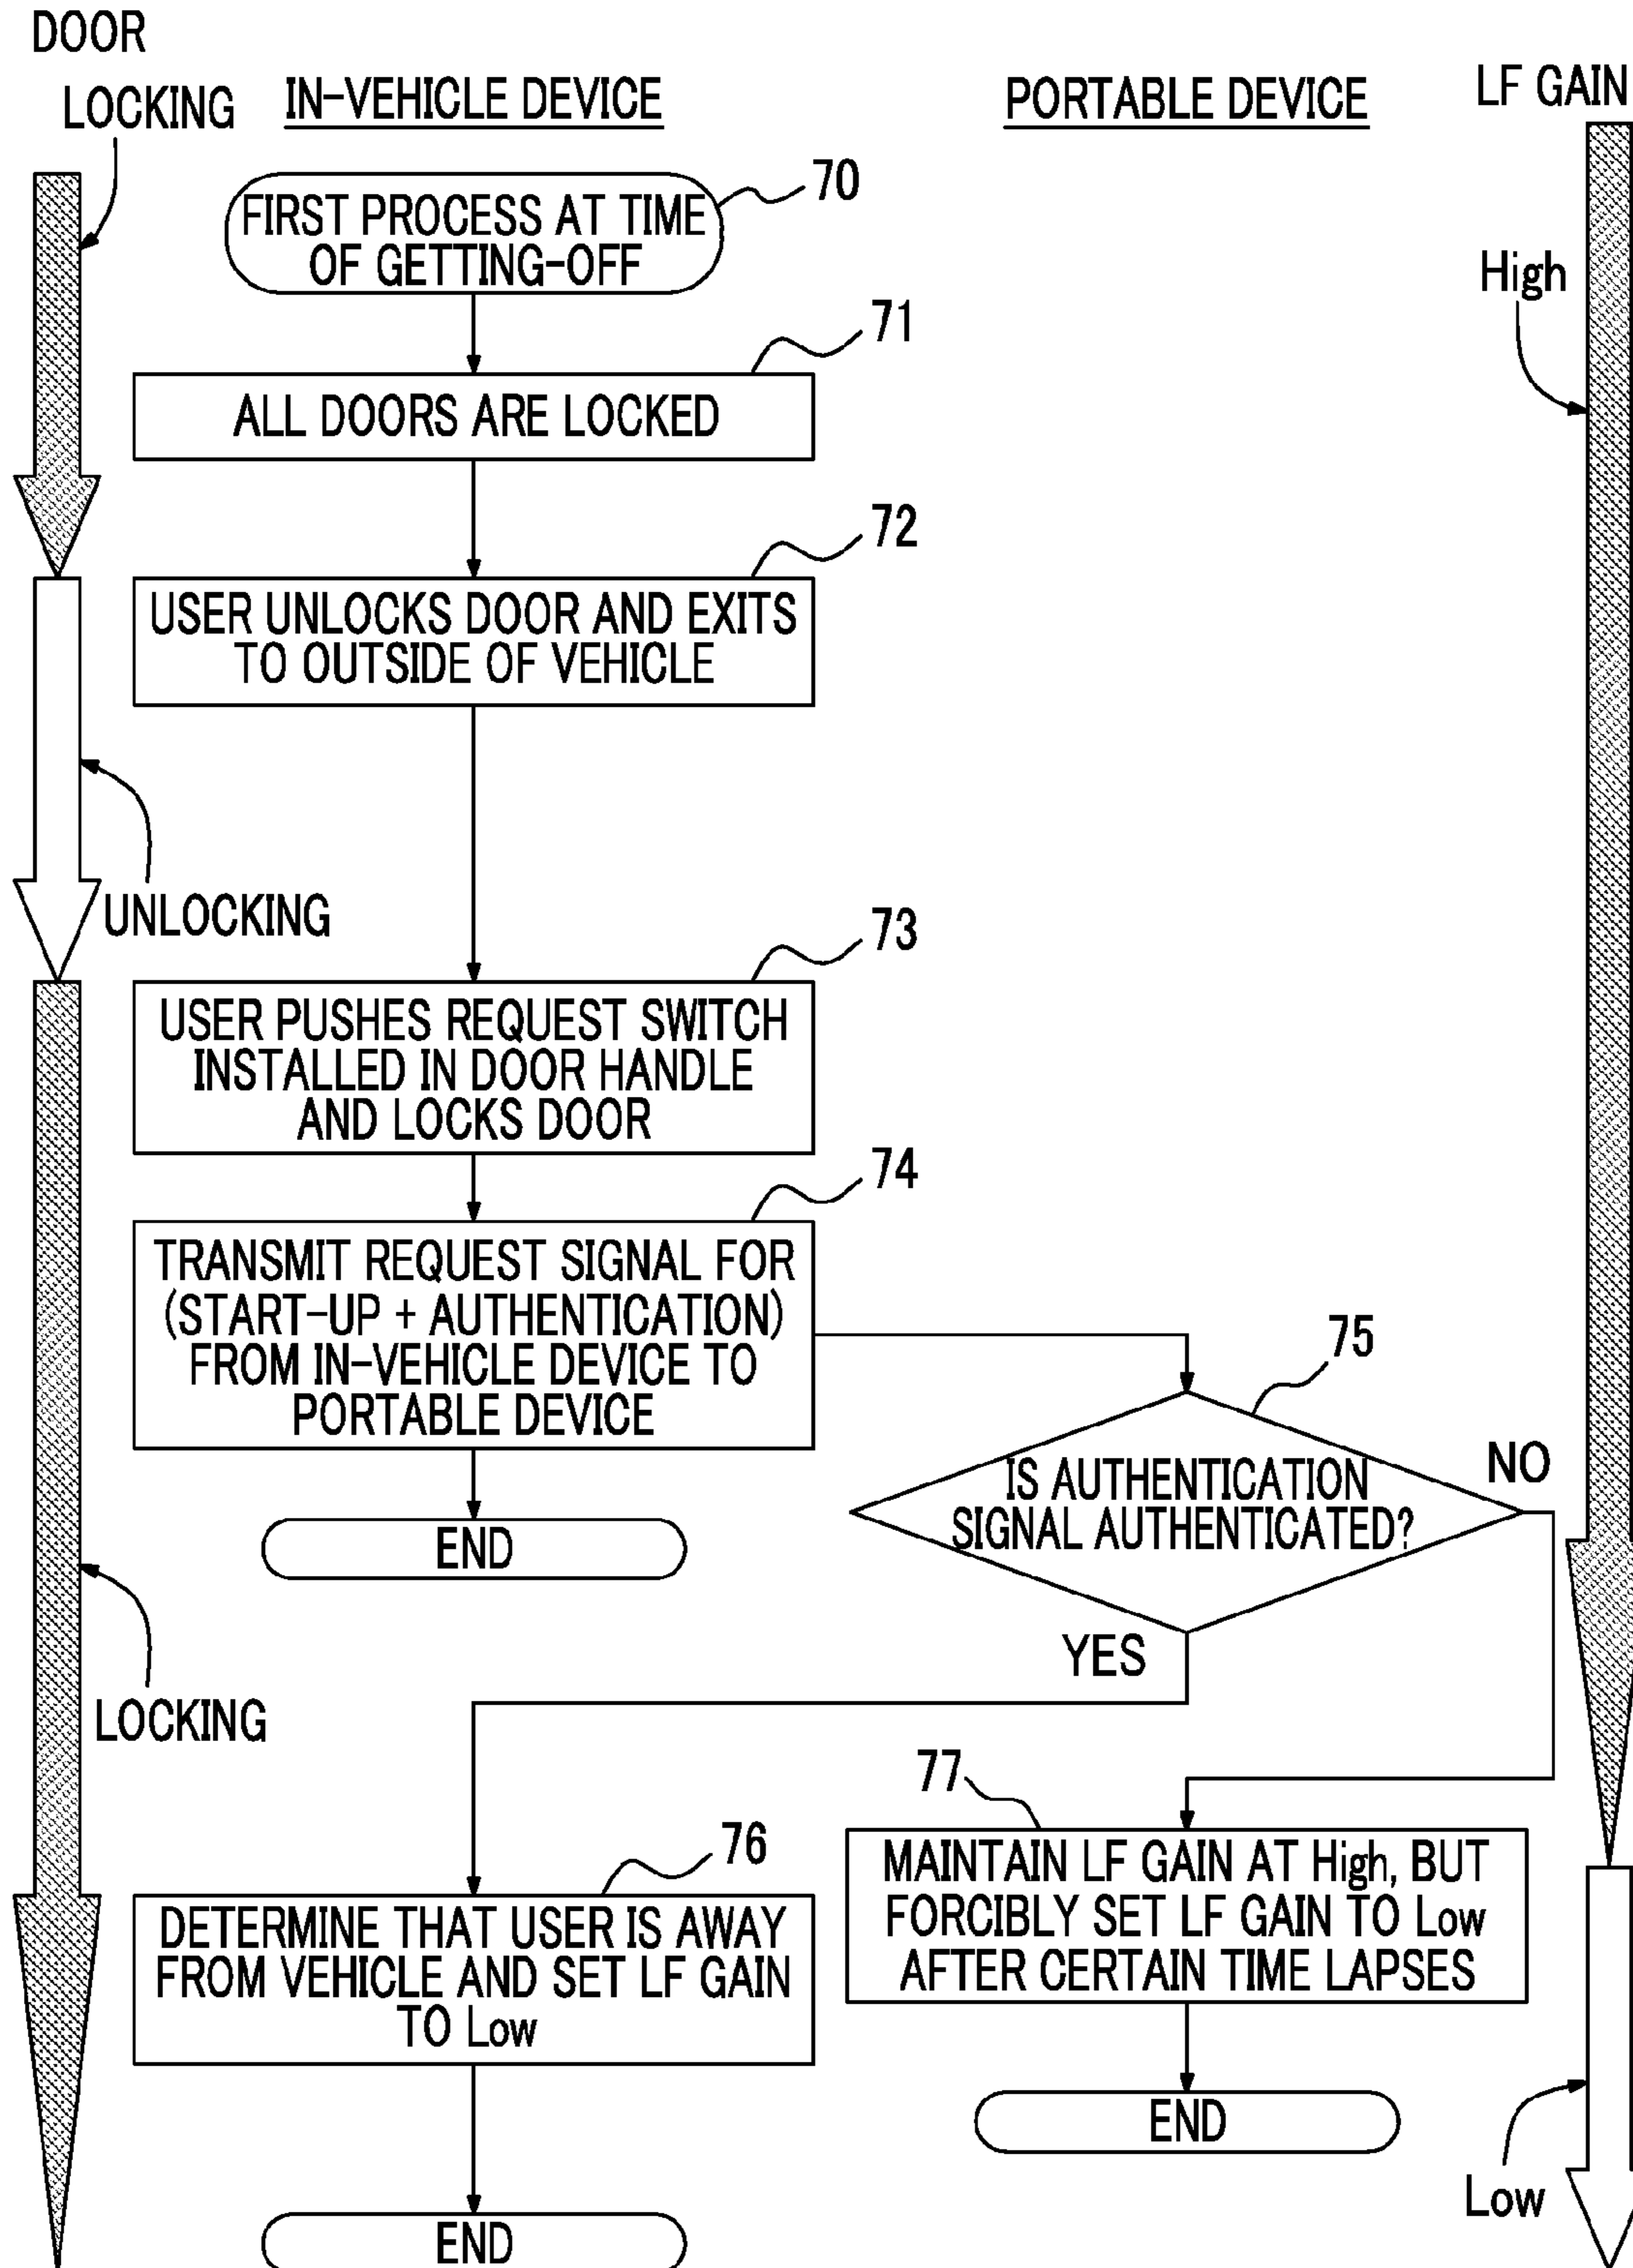 DOOR
LOCKING
IN-VEHICLE DEVICE
PORTABLE DEVICE
LF GAIN
70
FIRST PROCESS AT TIME
OF GETTING-OFF
High
71
ALL DOORS ARE LOCKED
72
USER UNLOCKS DOOR AND EXITS
TO OUTSIDE OF VEHICLE
UNLOCKING
73
USER PUSHES REQUEST SWITCH
INSTALLED IN DOOR HANDLE
AND LOCKS DOOR
74
TRANSMIT REQUEST SIGNAL FOR
(START-UP + AUTHENTICATION)
FROM IN-VEHICLE DEVICE TO
PORTABLE DEVICE
75
IS AUTHENTICATION
SIGNAL AUTHENTICATED?
NO
END
YES
LOCKING
77
MAINTAIN LF GAIN AT High, BUT
FORCIBLY SET LF GAIN TO Low
AFTER CERTAIN TIME LAPSES
76
DETERMINE THAT USER IS AWAY
FROM VEHICLE AND SET LF GAIN
TO Low
END
Low
END